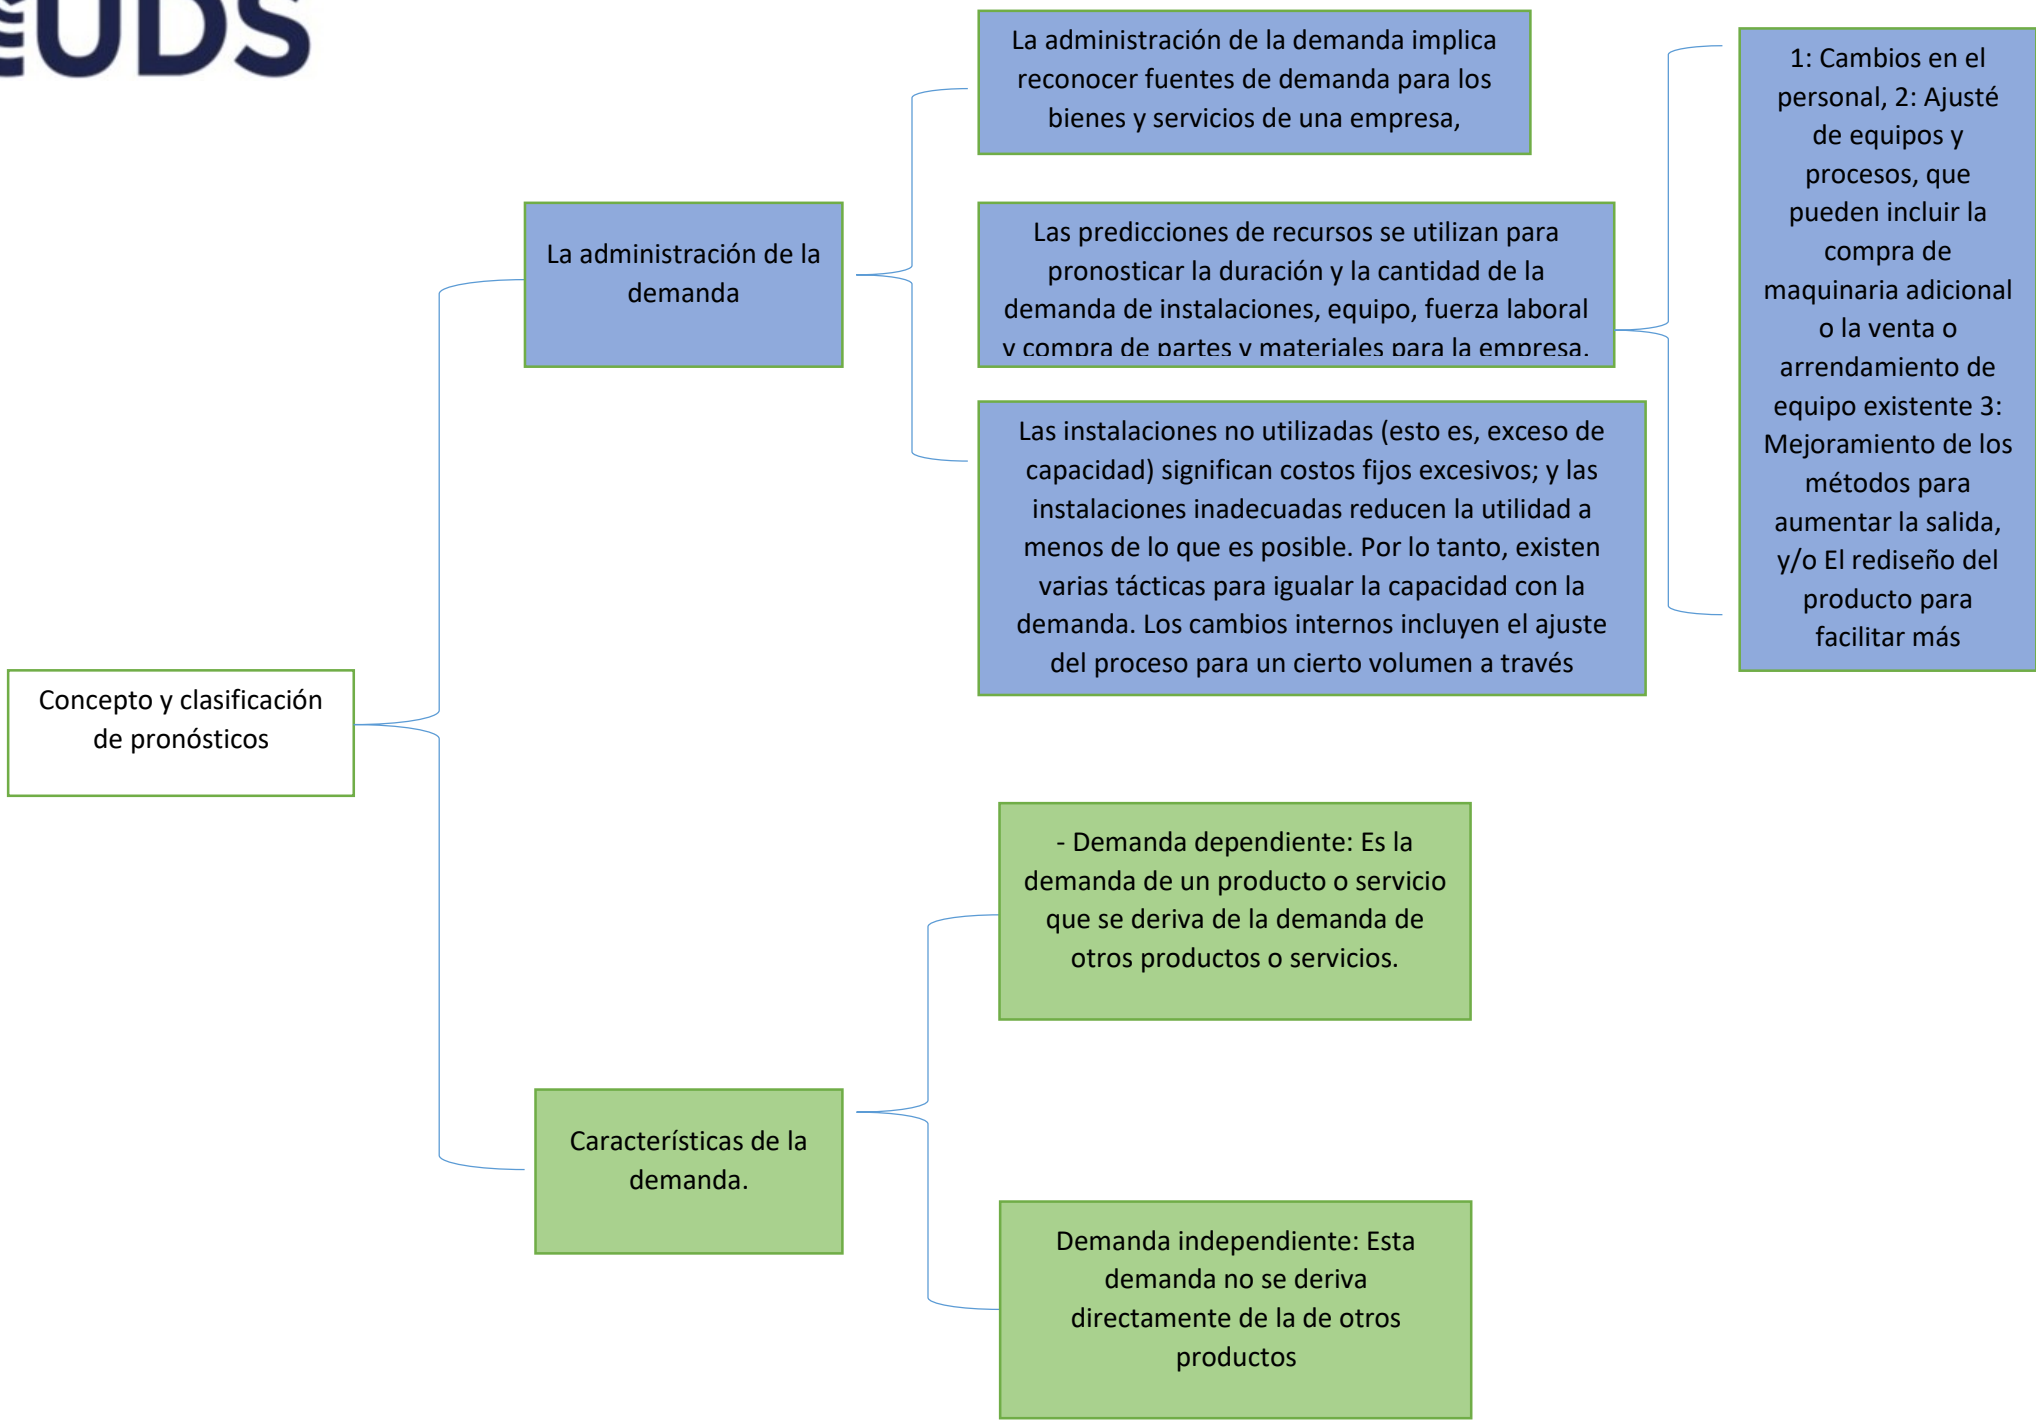 UDS
La administración de la demanda implica
reconocer fuentes de demanda para los
bienes y servicios de una empresa,
1: Cambios en el
personal, 2: Ajusté
de equipos y
procesos, que
pueden incluir la
compra de
maquinaria adicional
o la venta o
arrendamiento de
equipo existente 3:
Mejoramiento de los
métodos para
aumentar la salida,
y/o El rediseño del
producto para
facilitar más
La administración de la
demanda
Las predicciones de recursos se utilizan para
pronosticar la duración y la cantidad de la
demanda de instalaciones, equipo, fuerza laboral
y compra de partes y materiales para la empresa.
Las instalaciones no utilizadas (esto es, exceso de
capacidad) significan costos fijos excesivos; y las
instalaciones inadecuadas reducen la utilidad a
menos de lo que es posible. Por lo tanto, existen
varias tácticas para igualar la capacidad con la
demanda. Los cambios internos incluyen el ajuste
del proceso para un cierto volumen a través
Concepto y clasificación
de pronósticos
- Demanda dependiente: Es la
demanda de un producto o servicio
que se deriva de la demanda de
otros productos o servicios.
Características de la
demanda.
Demanda independiente: Esta
demanda no se deriva
directamente de la de otros
productos